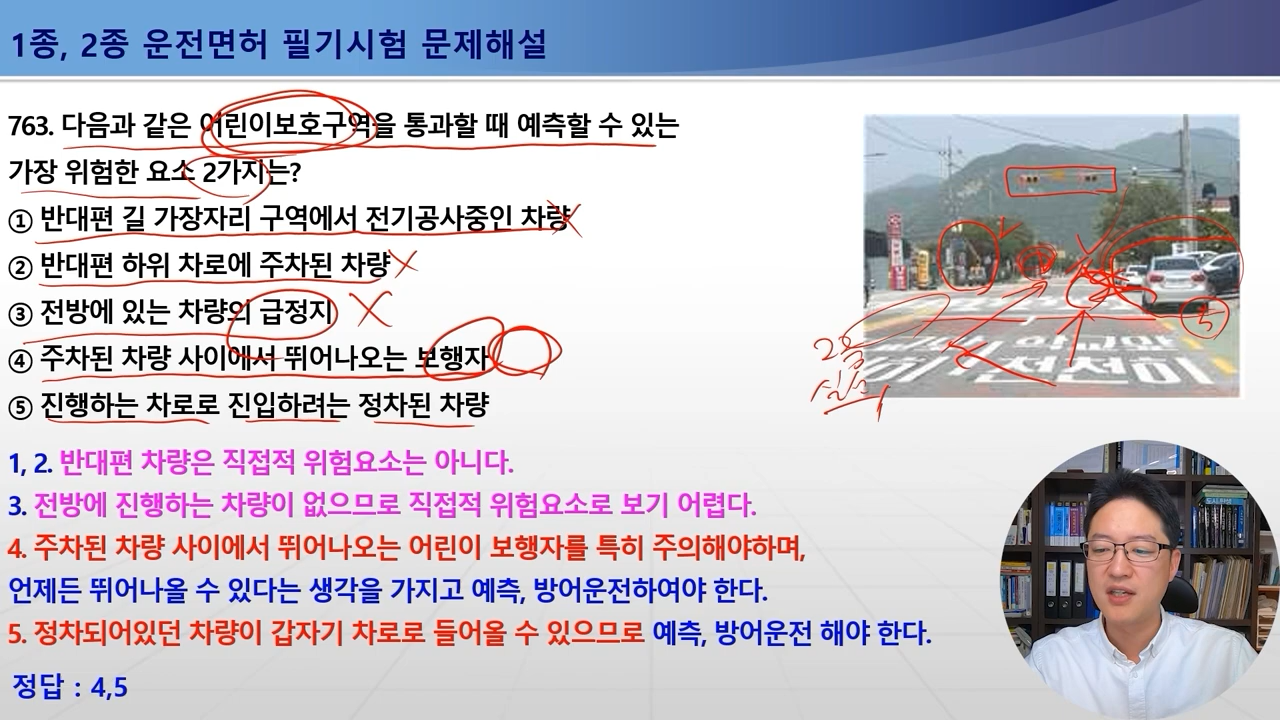 1종, 2종 운전면허 필기시험 문제해설
763. 다음과 같은 어린이보호구역을 통과할 때 예측할 수 있는
가장 위험한 요소 2가지는?
① 반대편 길 가장자리 구역에서 전기공사중인 차량
② 반대편 하위 차로에 주차된 차량
③ 전방에 있는 차량의 급정지
④ 주차된 차량 사이에서 뛰어나오는 보행자
⑤ 진행하는 차로로 진입하려는 정차된 차량
1, 2. 반대편 차량은 직접적 위험요소는 아니다.
3. 전방에 진행하는 차량이 없으므로 직접적 위험요소로 보기 어렵다.
4. 주차된 차량 사이에서 뛰어나오는 어린이 보행자를 특히 주의해야하며,
언제든 뛰어나올 수 있다는 생각을 가지고 예측, 방어운전하여야 한다.
5. 정차되어있던 차량이 갑자기 차로로 들어올 수 있으므로 예측, 방어운전 해야 한다.
정답 : 4,5
5
천천히